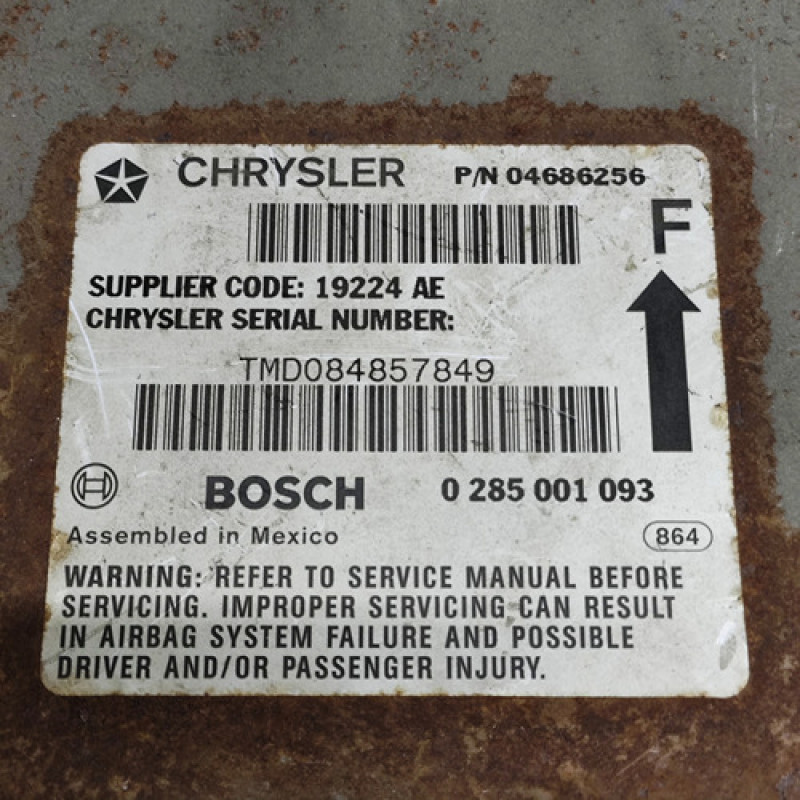 CHRYSLER P/N 04686256
F
SUPPLIER CODE: 19224 AE
CHRYSLER SERIAL NUMBER:
TMD084857849
BOSCH 0 285 001 093
Assembled in Mexico 864
WARNING: REFER TO SERVICE MANUAL BEFORE
SERVICING. IMPROPER SERVICING CAN RESULT
IN AIRBAG SYSTEM FAILURE AND POSSIBLE
DRIVER AND/OR PASSENGER INJURY.